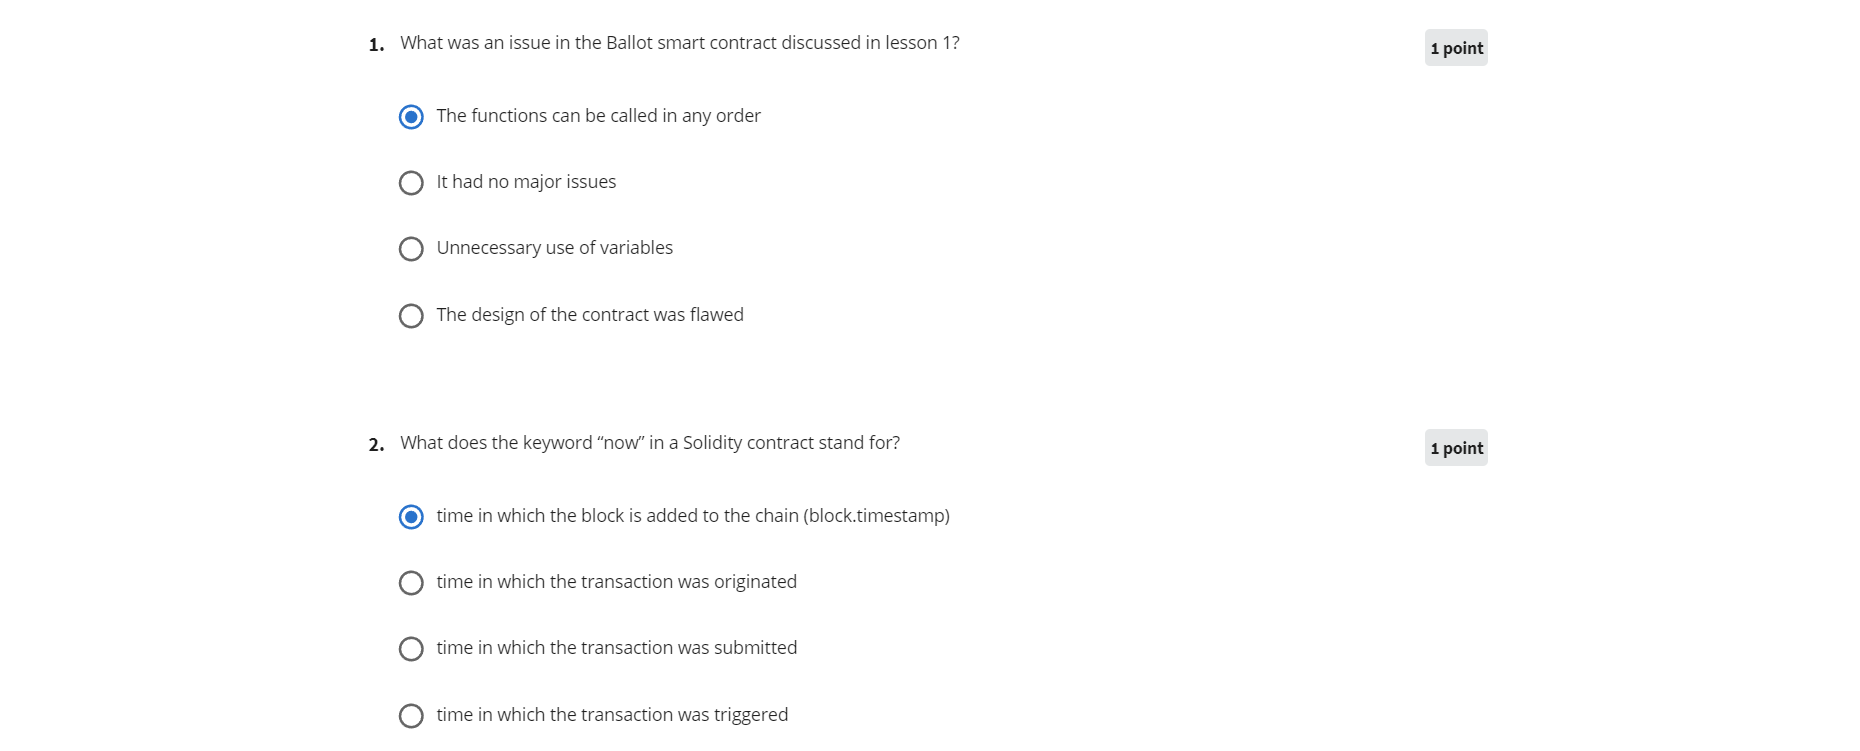 1. What was an issue in the Ballot smart contract discussed in lesson 1?
1 point
The functions can be called in any order
It had no major issues
Unnecessary use of variables
The design of the contract was flawed
2. What does the keyword “now” in a Solidity contract stand for?
1 point
time in which the block is added to the chain (block.timestamp)
time in which the transaction was originated
time in which the transaction was submitted
time in which the transaction was triggered